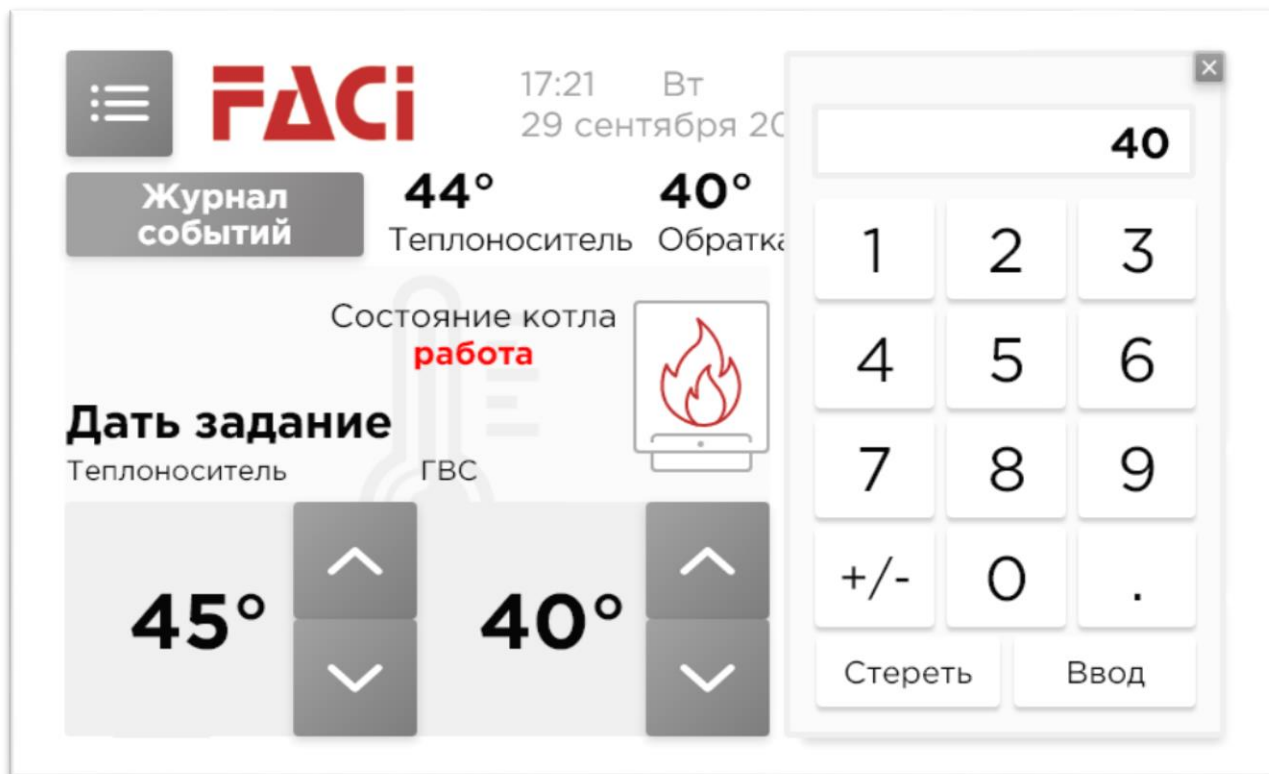 FACi
17:21 Вт
29 сентября 20
Журнал
событий
44°
Теплоноситель
40°
Обратка
Состояние котла
работа
Дать задание
Теплоноситель
ГВС
45°
40°
40
1 2 3
4 5 6
7 8 9
+/- 0 .
Стереть Ввод